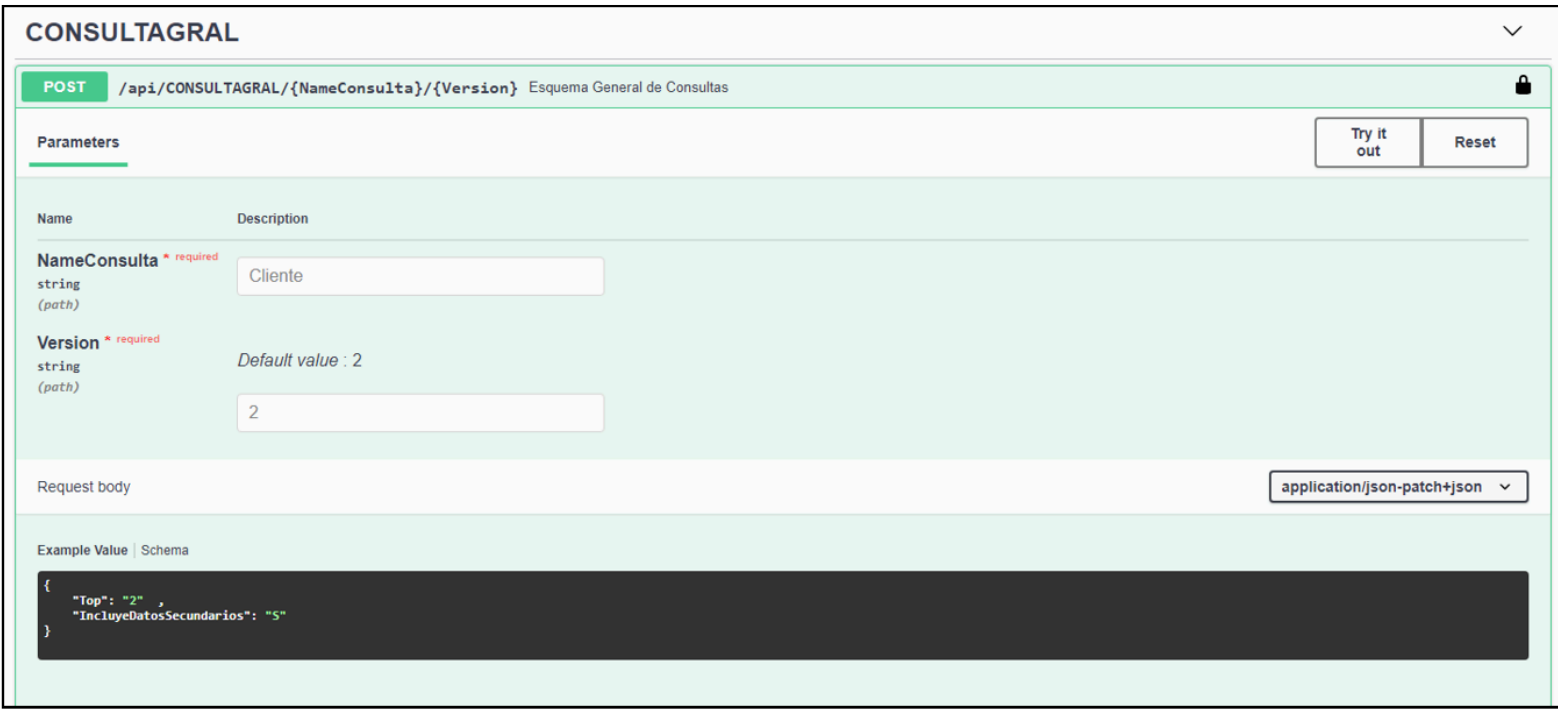 CONSULTAGRAL
POST /api/CONSULTAGRAL/{NameConsulta}/{Version} Esquema General de Consultas
Parameters
Try it out
Reset
Name Description
NameConsulta * required
string
(path)
Cliente
Version * required
string
(path)
Default value : 2
2
Request body
application/json-patch+json
Example Value | Schema
{
"Top": "2" ,
"IncluyeDatosSecundarios": "S"
}